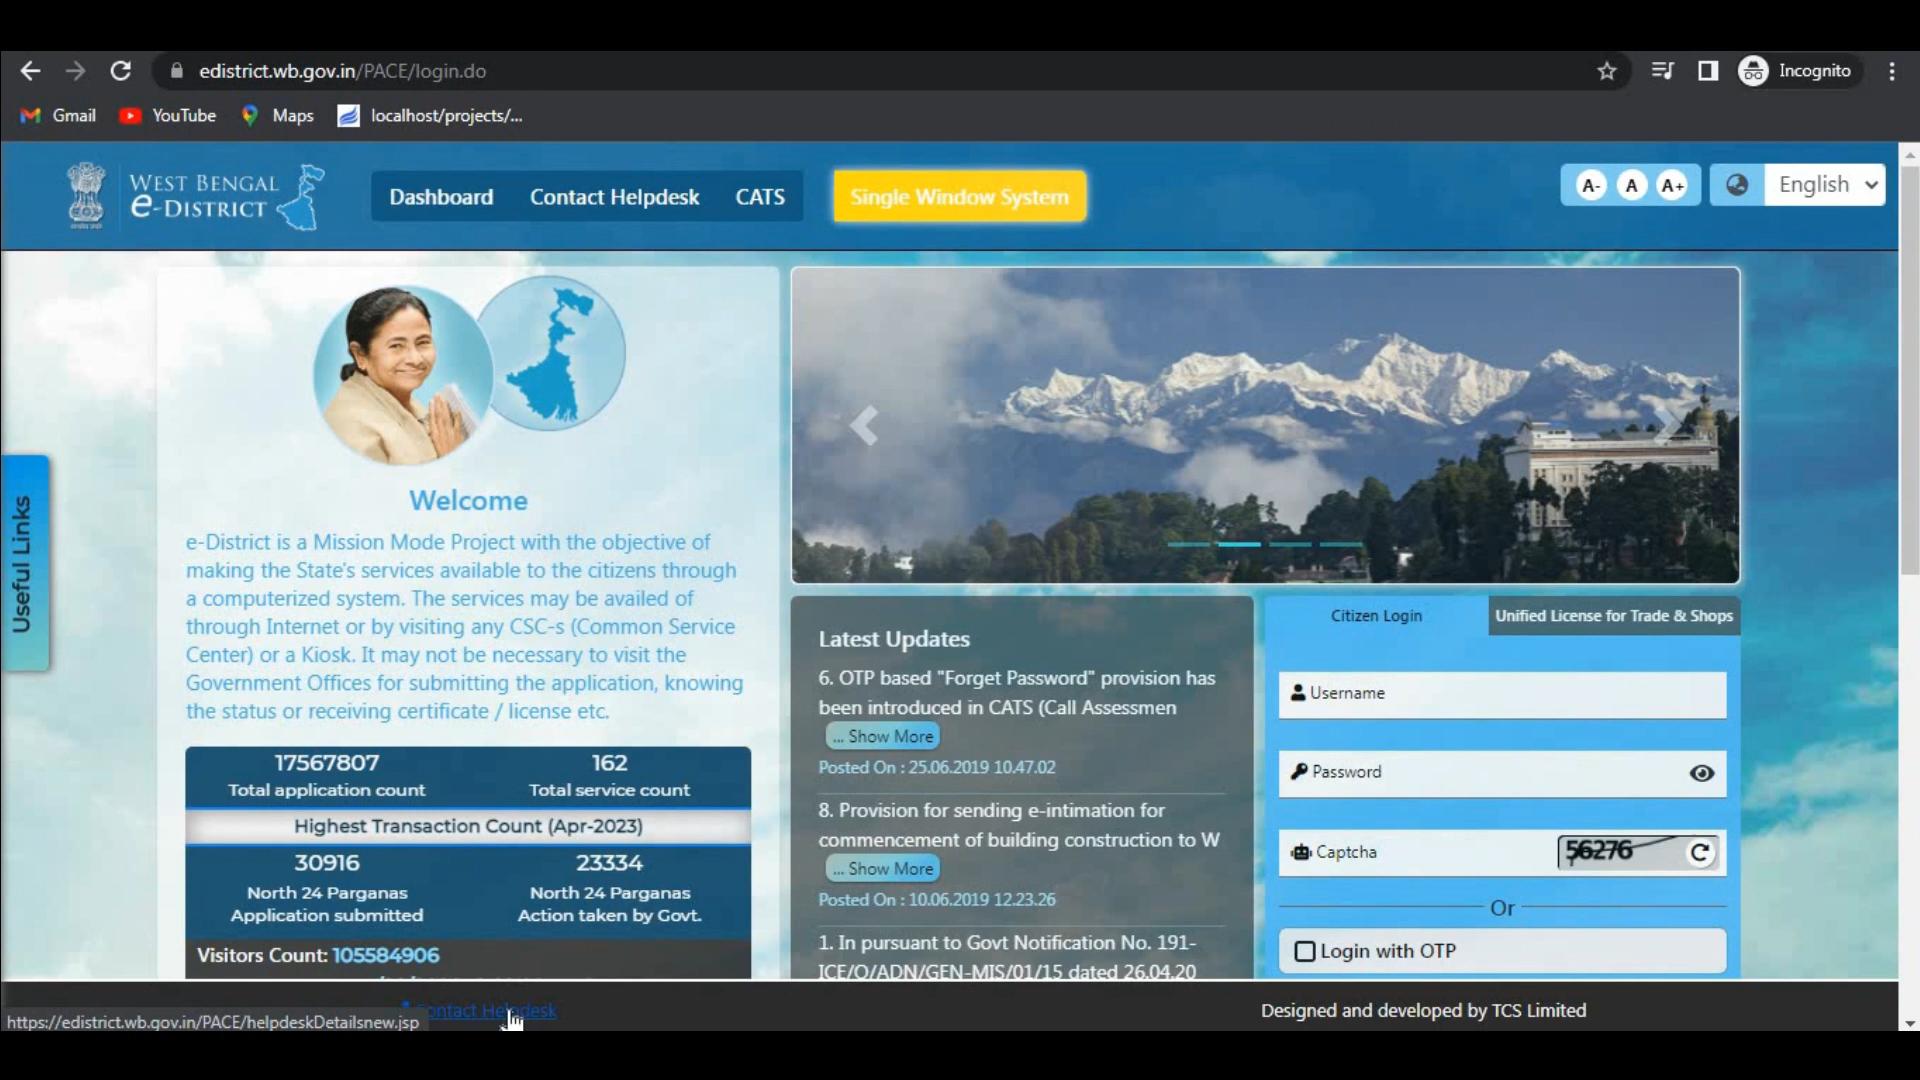 edistrict.wb.gov.in/PACE/login.do
Incognito
Gmail
YouTube
Maps
localhost/projects/...
WEST BENGAL
e-DISTRICT
Dashboard
Contact Helpdesk
CATS
Single Window System
A-
A
A+
English
Useful Links
Welcome
e-District is a Mission Mode Project with the objective of
making the State's services available to the citizens through
a computerized system. The services may be availed of
through Internet or by visiting any CSC-s (Common Service
Center) or a Kiosk. It may not be necessary to visit the
Government Offices for submitting the application, knowing
the status or receiving certificate / license etc.
17567807
Total application count
162
Total service count
Highest Transaction Count (Apr-2023)
30916
North 24 Parganas
Application submitted
23334
North 24 Parganas
Action taken by Govt.
Visitors Count: 105584906
Latest Updates
6. OTP based "Forget Password" provision has
been introduced in CATS (Call Assessmen
... Show More
Posted On : 25.06.2019 10.47.02
8. Provision for sending e-intimation for
commencement of building construction to W
... Show More
Posted On : 10.06.2019 12.23.26
1. In pursuant to Govt Notification No. 191-
ICE/O/ADN/GEN-MIS/01/15 dated 26.04.20
Citizen Login
Unified License for Trade & Shops
Username
Password
Captcha
56276
Or
Login with OTP
Contact Helpdesk
https://edistrict.wb.gov.in/PACE/helpdeskDetailsnew.jsp
Designed and developed by TCS Limited